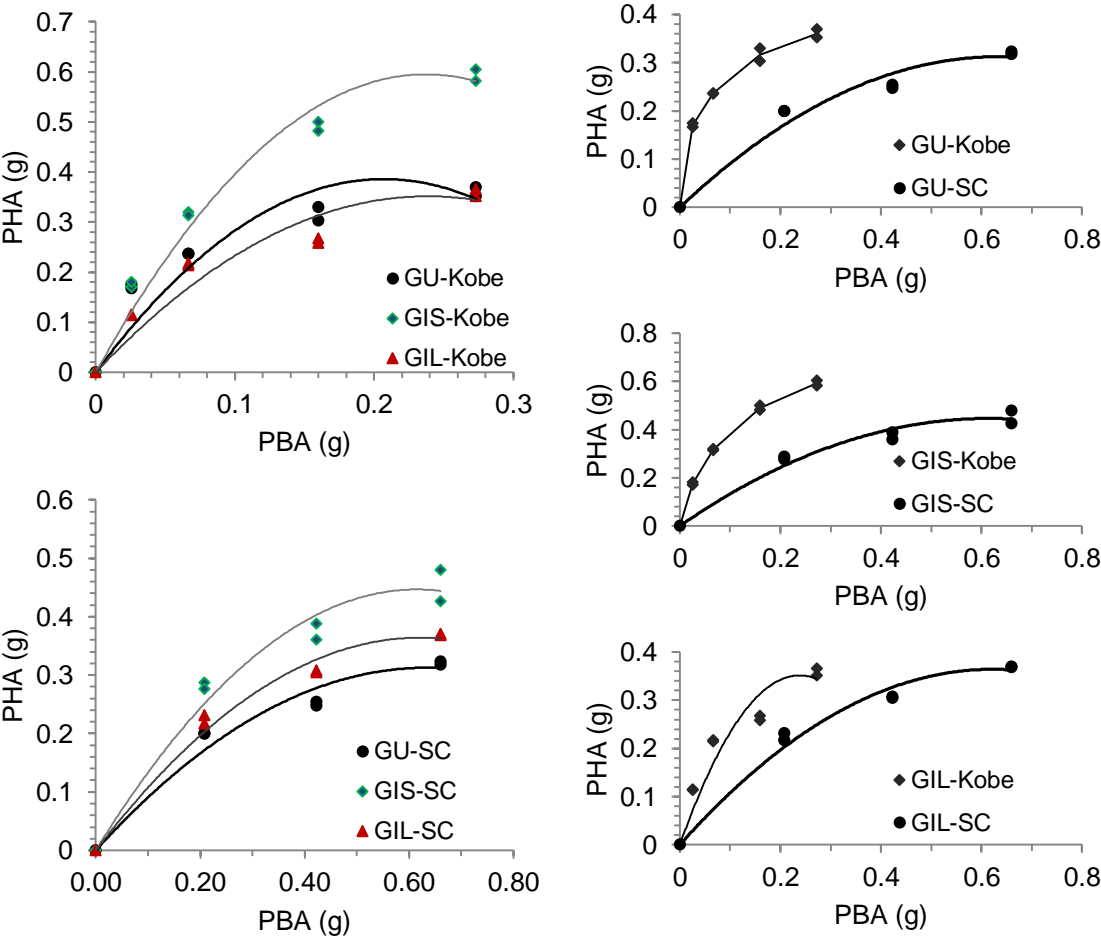 0.7
0.6
0.5
0.4
0.3
0.2
0.1
0
PHA (g)
GU-Kobe
GIS-Kobe
GIL-Kobe
0 0.1 0.2 0.3
PBA (g)
0.6
0.5
0.4
0.3
0.2
0.1
0
PHA (g)
GU-SC
GIS-SC
GIL-SC
0.00 0.20 0.40 0.60 0.80
PBA (g)
0.4
0.3
0.2
0.1
0
PHA (g)
GU-Kobe
GU-SC
0 0.2 0.4 0.6 0.8
PBA (g)
0.8
0.6
0.4
0.2
0
PHA (g)
GIS-Kobe
GIS-SC
0 0.2 0.4 0.6 0.8
PBA (g)
0.4
0.3
0.2
0.1
0
PHA (g)
GIL-Kobe
GIL-SC
0 0.2 0.4 0.6 0.8
PBA (g)